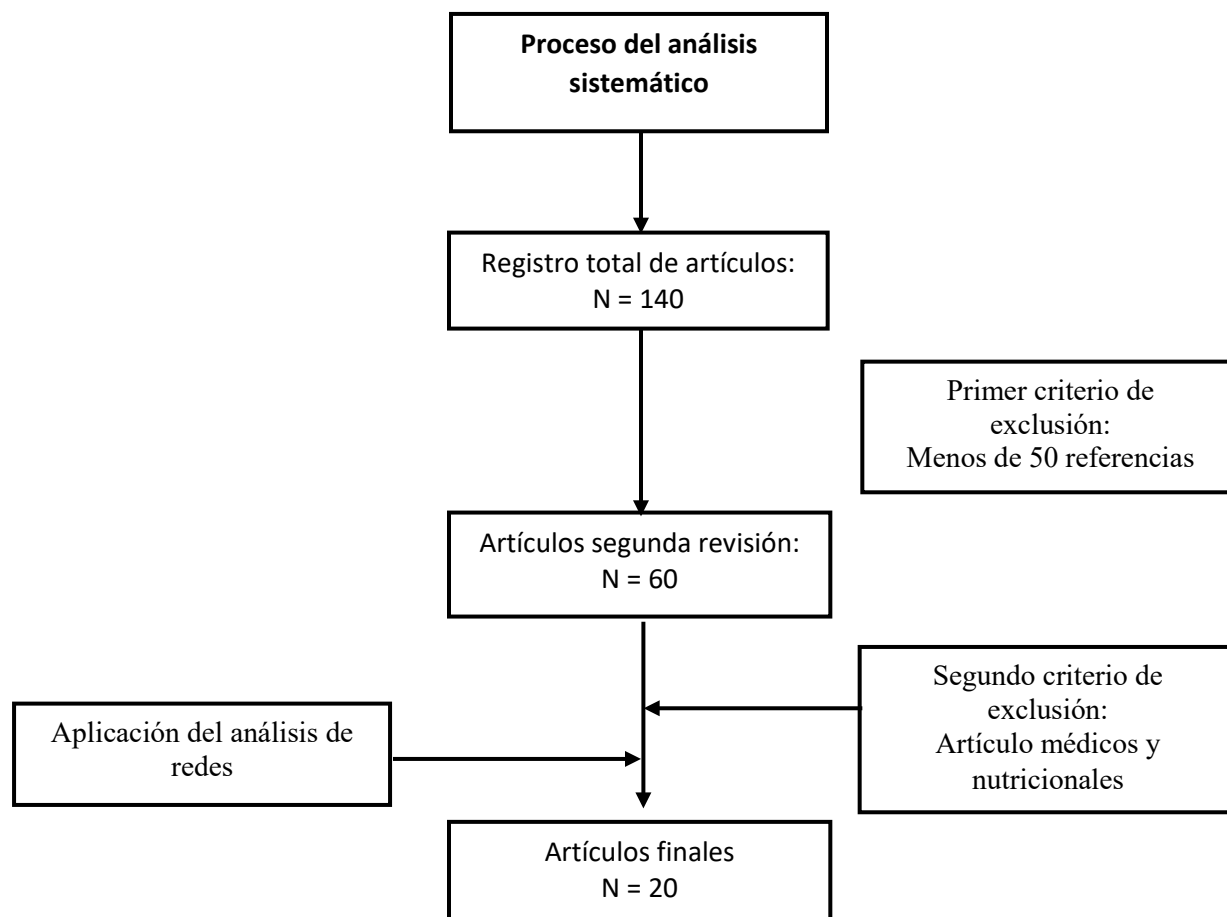 Proceso del análisis
sistemático
Registro total de artículos:
N = 140
Primer criterio de
exclusión:
Menos de 50 referencias
Artículos segunda revisión:
N = 60
Segundo criterio de
exclusión:
Artículo médicos y
nutricionales
Aplicación del análisis de
redes
Artículos finales
N = 20